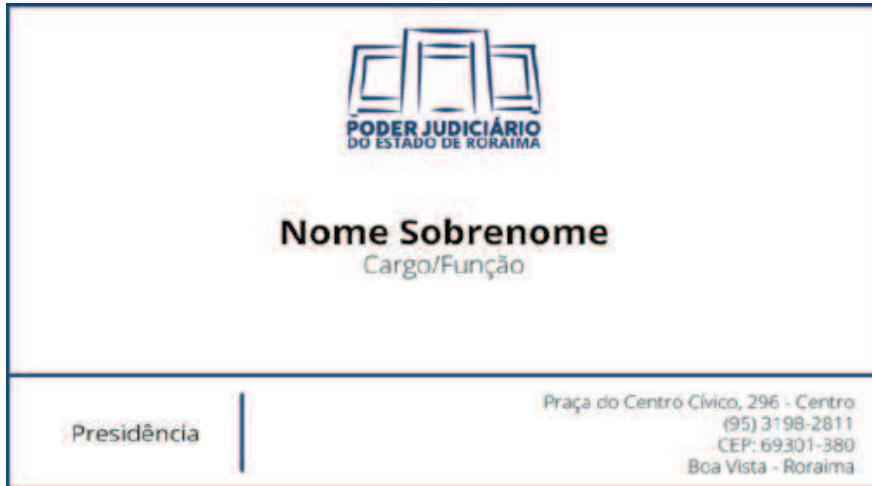 PODER JUDICIÁRIO
DO ESTADO DE RORAIMA
Nome Sobrenome
Cargo/Função
Presidência
Praça do Centro Cívico, 296 - Centro
(95) 3198-2811
CEP: 69301-380
Boa Vista - Roraima